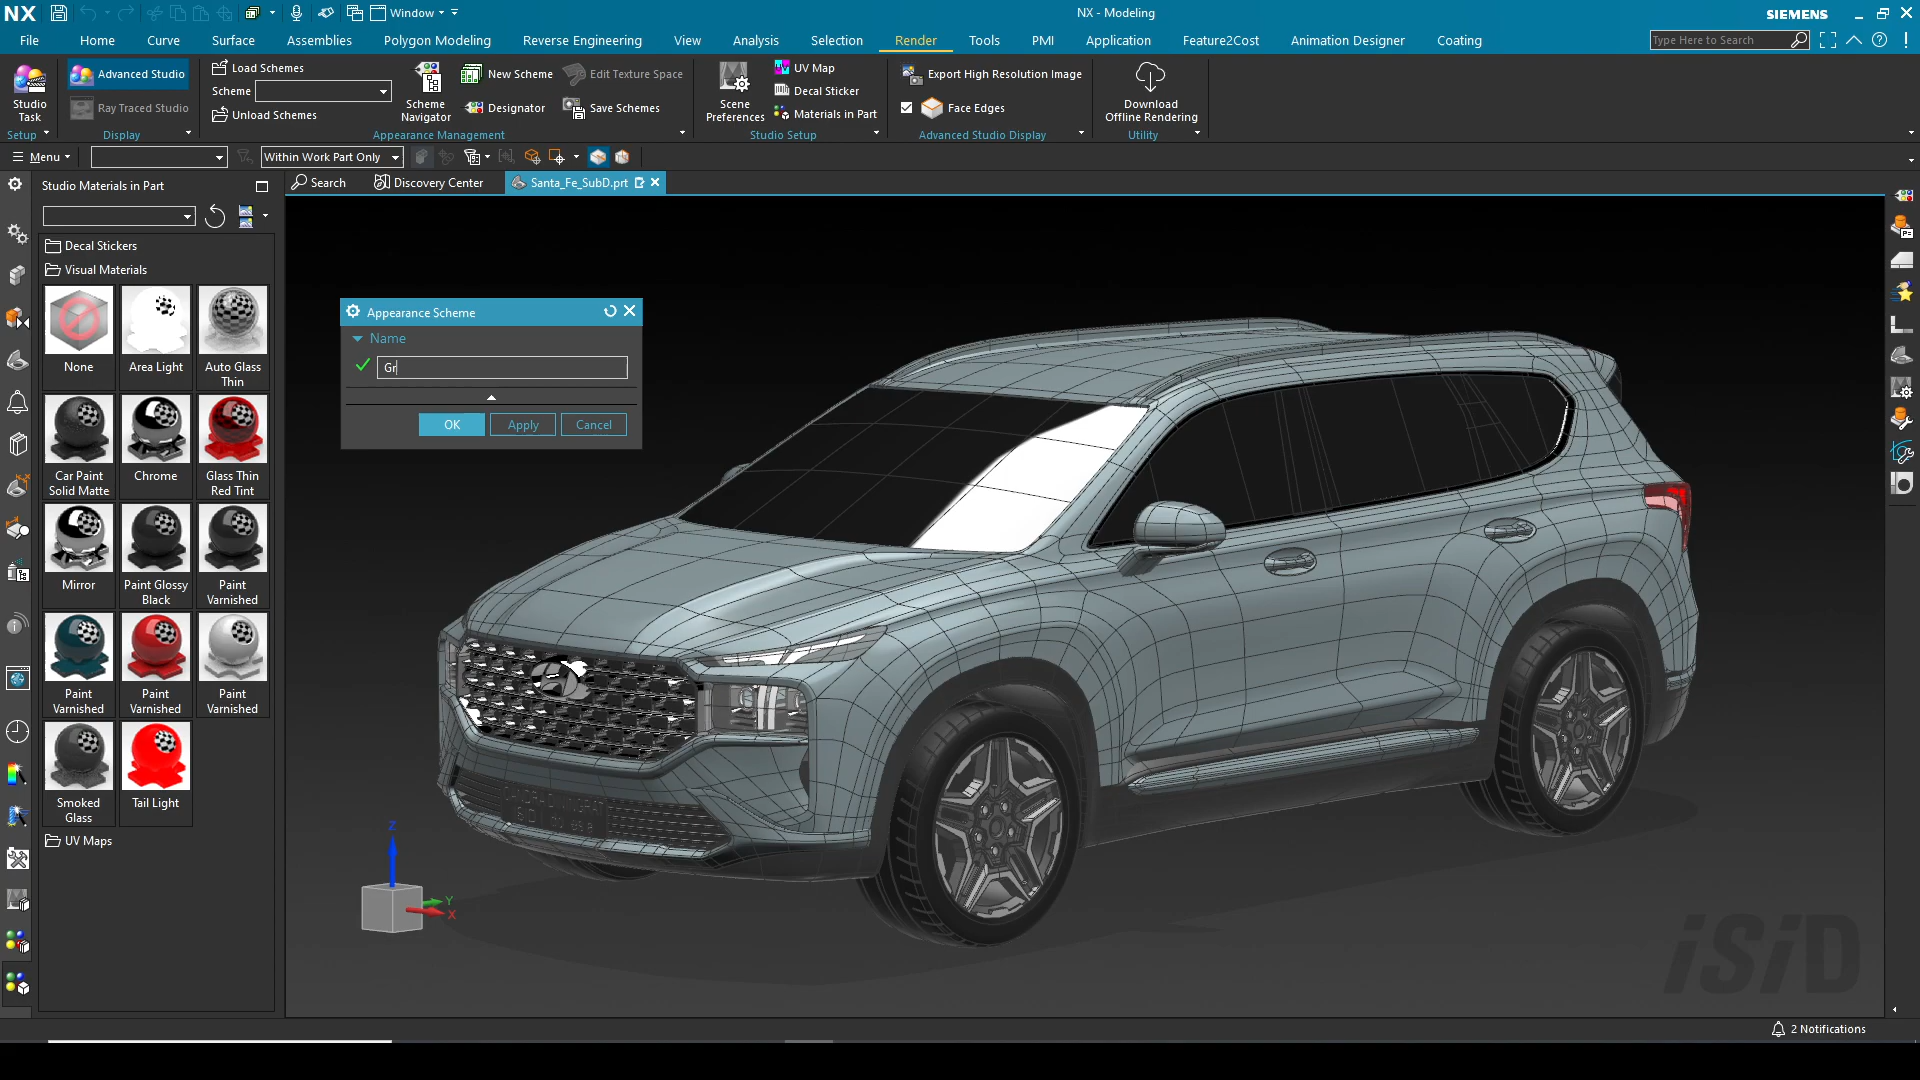 NX
Window
NX - Modeling
SIEMENS
File
Home
Curve
Surface
Assemblies
Polygon Modeling
Reverse Engineering
View
Analysis
Selection
Render
Tools
PMI
Application
Feature2Cost
Animation Designer
Coating
Type Here to Search
Studio
Task
Setup
Advanced Studio
Ray Traced Studio
Display
Load Schemes
Scheme
Unload Schemes
Scheme
Navigator
New Scheme
Designator
Edit Texture Space
Save Schemes
Appearance Management
Scene
Preferences
UV Map
Decal Sticker
Materials in Part
Studio Setup
Export High Resolution Image
Face Edges
Advanced Studio Display
Download
Offline Rendering
Utility
Menu
Within Work Part Only
Studio Materials in Part
Search
Discovery Center
Santa_Fe_SubD.prt
Decal Stickers
Visual Materials
None
Area Light
Auto Glass
Thin
Car Paint
Solid Matte
Chrome
Glass Thin
Red Tint
Mirror
Paint Glossy
Black
Paint
Varnished
Paint
Varnished
Paint
Varnished
Paint
Varnished
Smoked
Glass
Tail Light
UV Maps
Appearance Scheme
Name
Gr
OK
Apply
Cancel
Z
Y
X
iSiD
2 Notifications